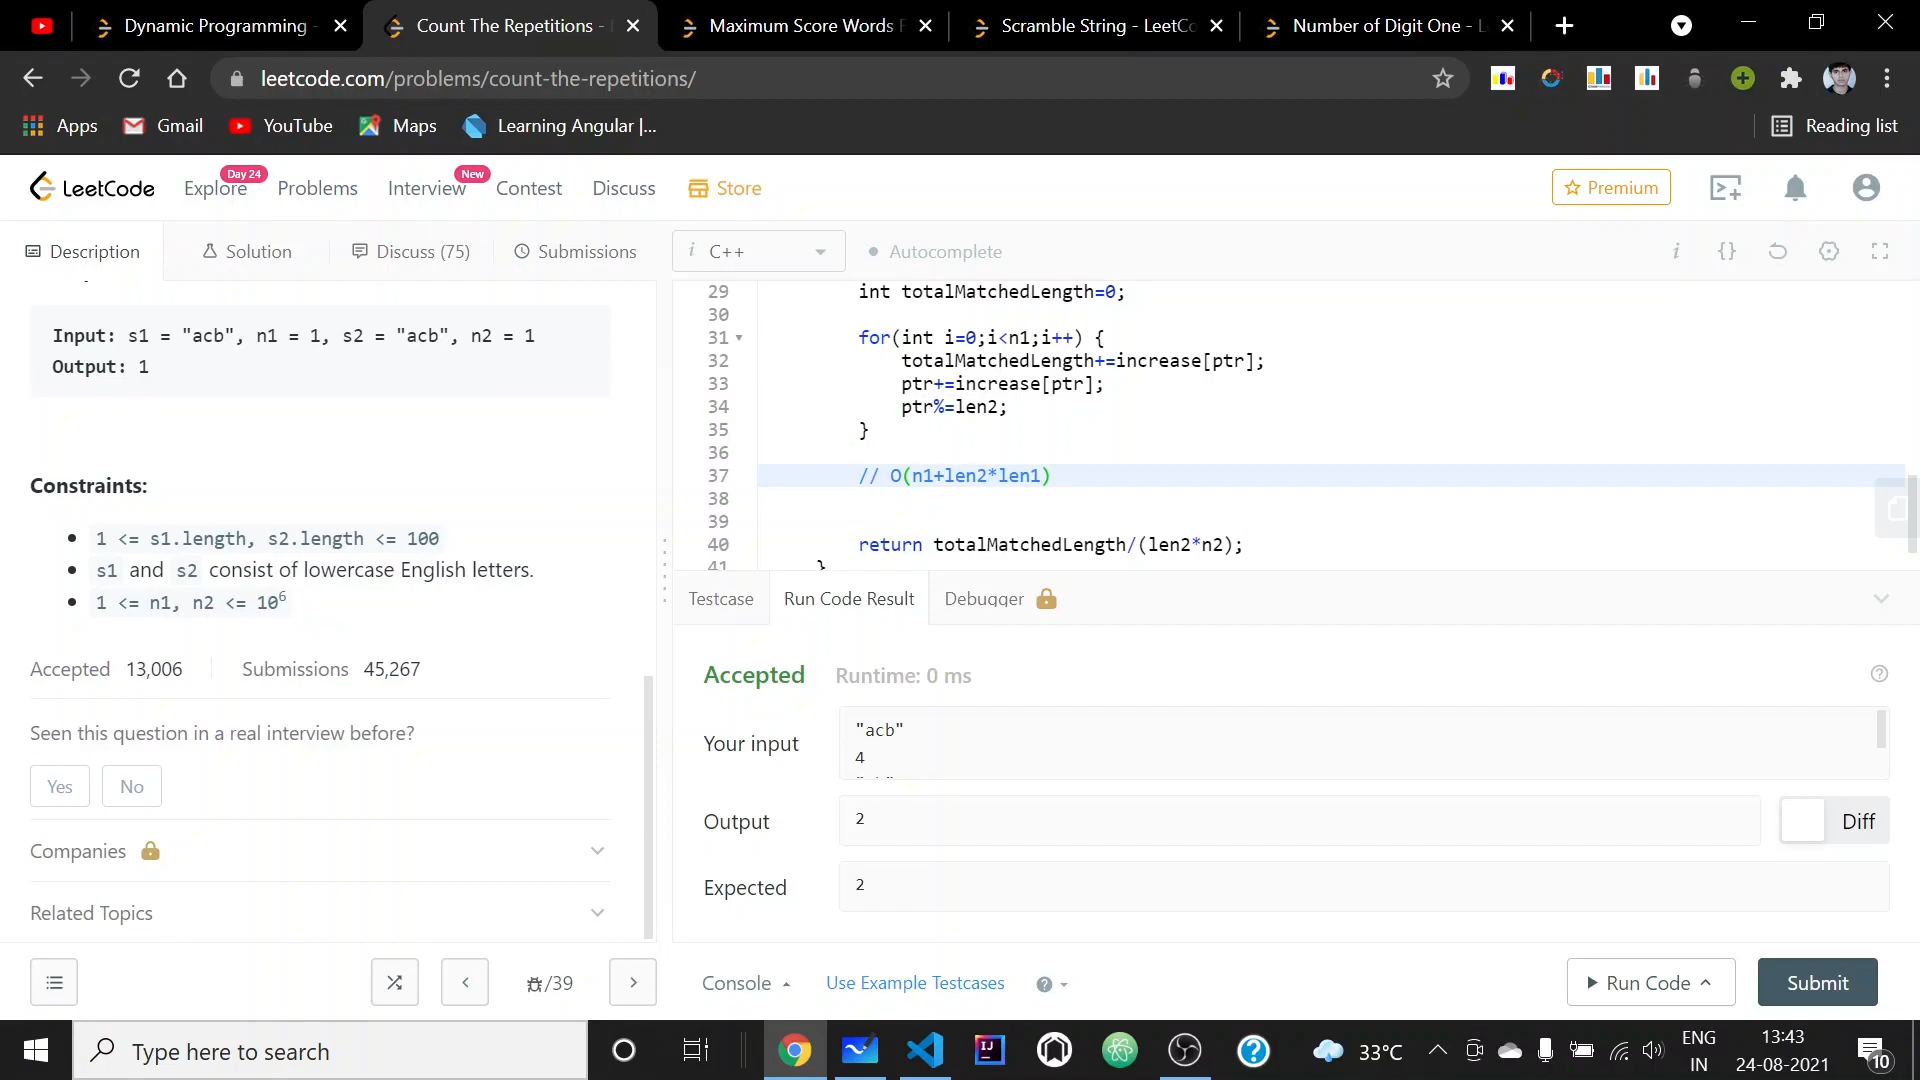 Dynamic Programming -
Count The Repetitions -
Maximum Score Words
Scramble String - LeetCo
Number of Digit One - L
leetcode.com/problems/count-the-repetitions/
Apps
Gmail
YouTube
Maps
Learning Angular |...
Reading list
LeetCode
Explore
Day 24
Problems
Interview
New
Contest
Discuss
Store
Premium
Description
Solution
Discuss (75)
Submissions
i C++
Autocomplete
i {}
Input: s1 = "acb", n1 = 1, s2 = "acb", n2 = 1
Output: 1
Constraints:
1 <= s1.length, s2.length <= 100
s1 and s2 consist of lowercase English letters.
1 <= n1, n2 <= 10⁶
Accepted 13,006 Submissions 45,267
Seen this question in a real interview before?
Yes No
Companies
Related Topics
/39
29 int totalMatchedLength=0;
30
31 for(int i=0;i<n1;i++) {
32 totalMatchedLength+=increase[ptr];
33 ptr+=increase[ptr];
34 ptr%=len2;
35 }
36
37 // O(n1+len2*len1)
38
39
40 return totalMatchedLength/(len2*n2);
41 }
Testcase
Run Code Result
Debugger
Accepted Runtime: 0 ms
Your input
"acb"
4
Output
2
Diff
Expected
2
Console
Use Example Testcases
Run Code
Submit
Type here to search
33°C
ENG
IN
13:43
24-08-2021
10